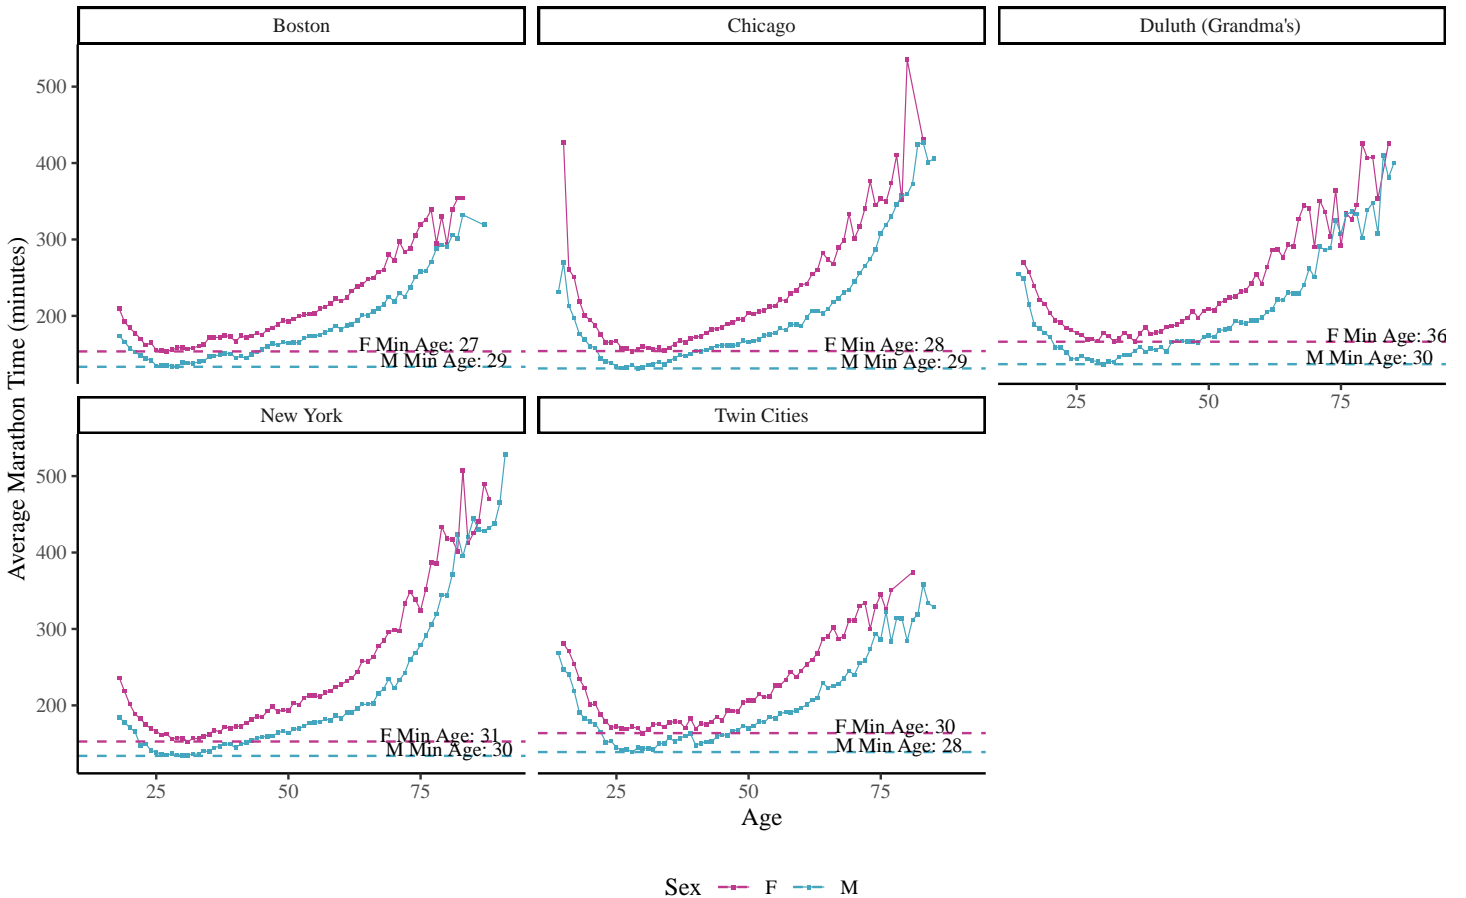 Boston
Chicago
Duluth (Grandma's)
Average Marathon Time (minutes)
500
400
300
200
F Min Age: 27
M Min Age: 29
F Min Age: 28
M Min Age: 29
F Min Age: 36
M Min Age: 30
25
50
75
New York
Twin Cities
500
400
300
200
F Min Age: 31
M Min Age: 30
F Min Age: 30
M Min Age: 28
25
50
75
25
50
75
Age
Sex F M